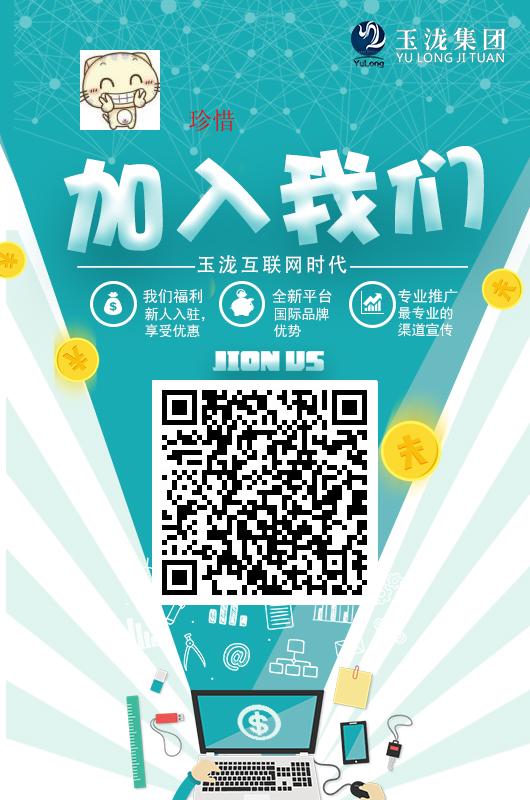 玉泷集团
YU LONG JI TUAN
YuLong
珍惜
加入我们
玉泷互联网时代
我们福利
新人入驻，
享受优惠
全新平台
国际品牌
优势
专业推广
最专业的
渠道宣传
JION US